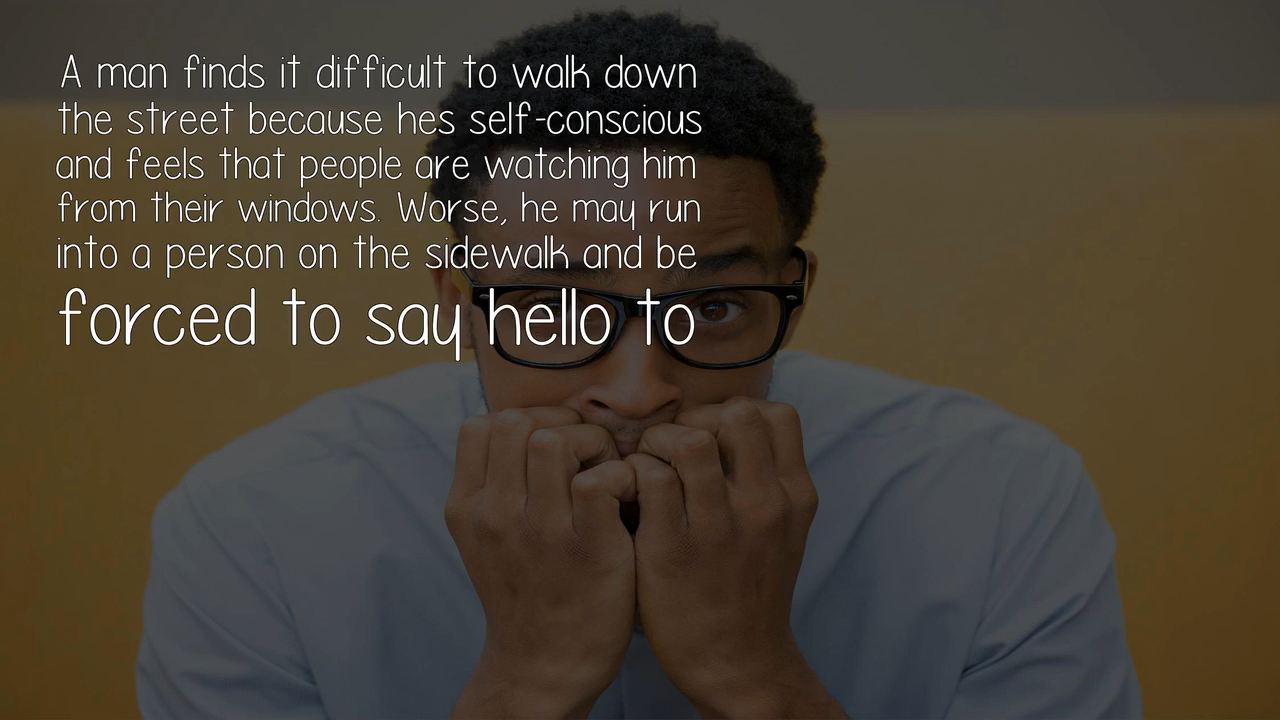 A man finds it difficult to walk down
the street because hes self-conscious
and feels that people are watching him
from their windows. Worse, he may run
into a person on the sidewalk and be
forced to say hello to